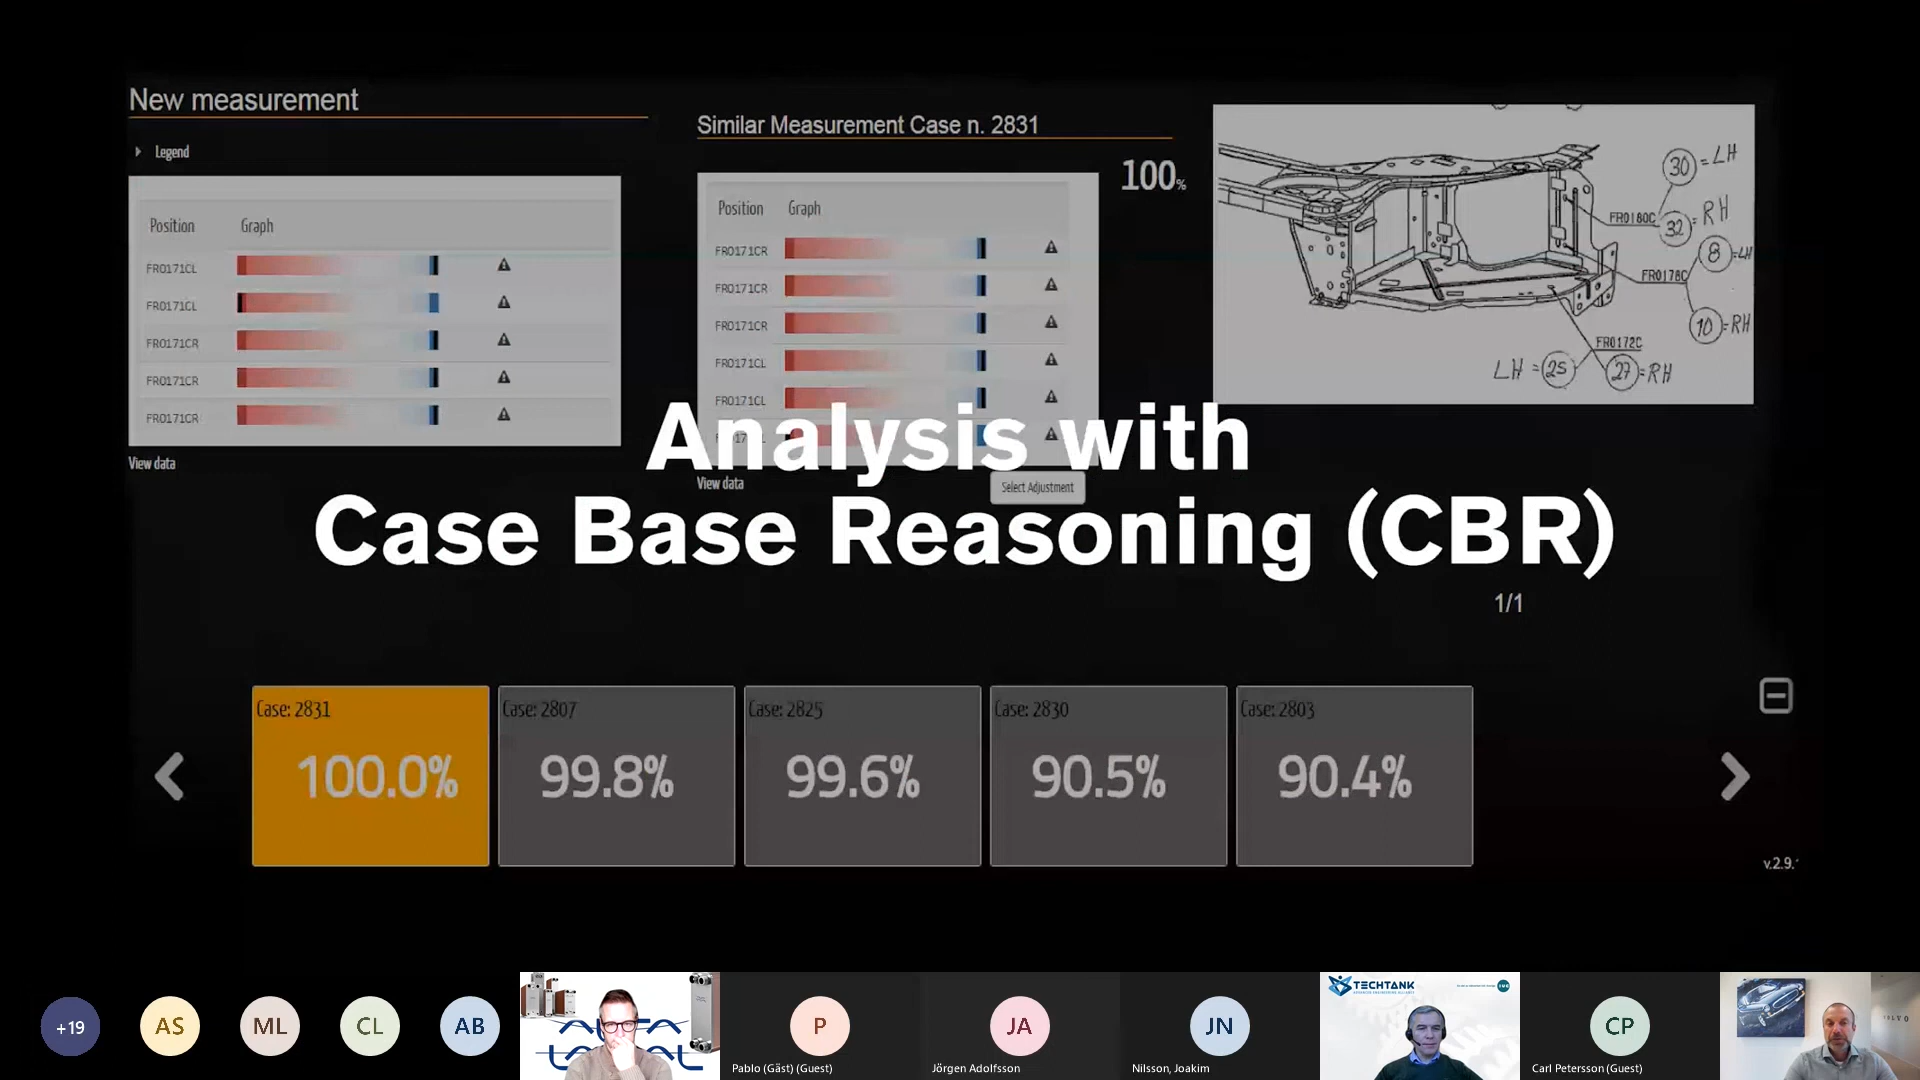 New measurement
Legend
Position Graph
FR0171CL
FR0171CL
FR0171CR
FR0171CR
FR0171CR
View data
Similar Measurement Case n. 2831
100%
Position Graph
FR0171CR
FR0171CR
FR0171CR
FR0171CL
FR0171CL
View data
Select Adjustment
30 = LH
FR0180C
32 = RH
8 = LH
FR0178C
10 = RH
FR0172C
LH = 25
27 = RH
Analysis with
Case Base Reasoning (CBR)
1/1
Case: 2831
100.0%
Case: 2807
99.8%
Case: 2825
99.6%
Case: 2830
90.5%
Case: 2803
90.4%
v.2.9.
+19
AS
ML
CL
AB
ALFA
LAVAL
P
Pablo (Gäst) (Guest)
JA
Jörgen Adolfsson
JN
Nilsson, Joakim
TECHTANK
CP
Carl Petersson (Guest)